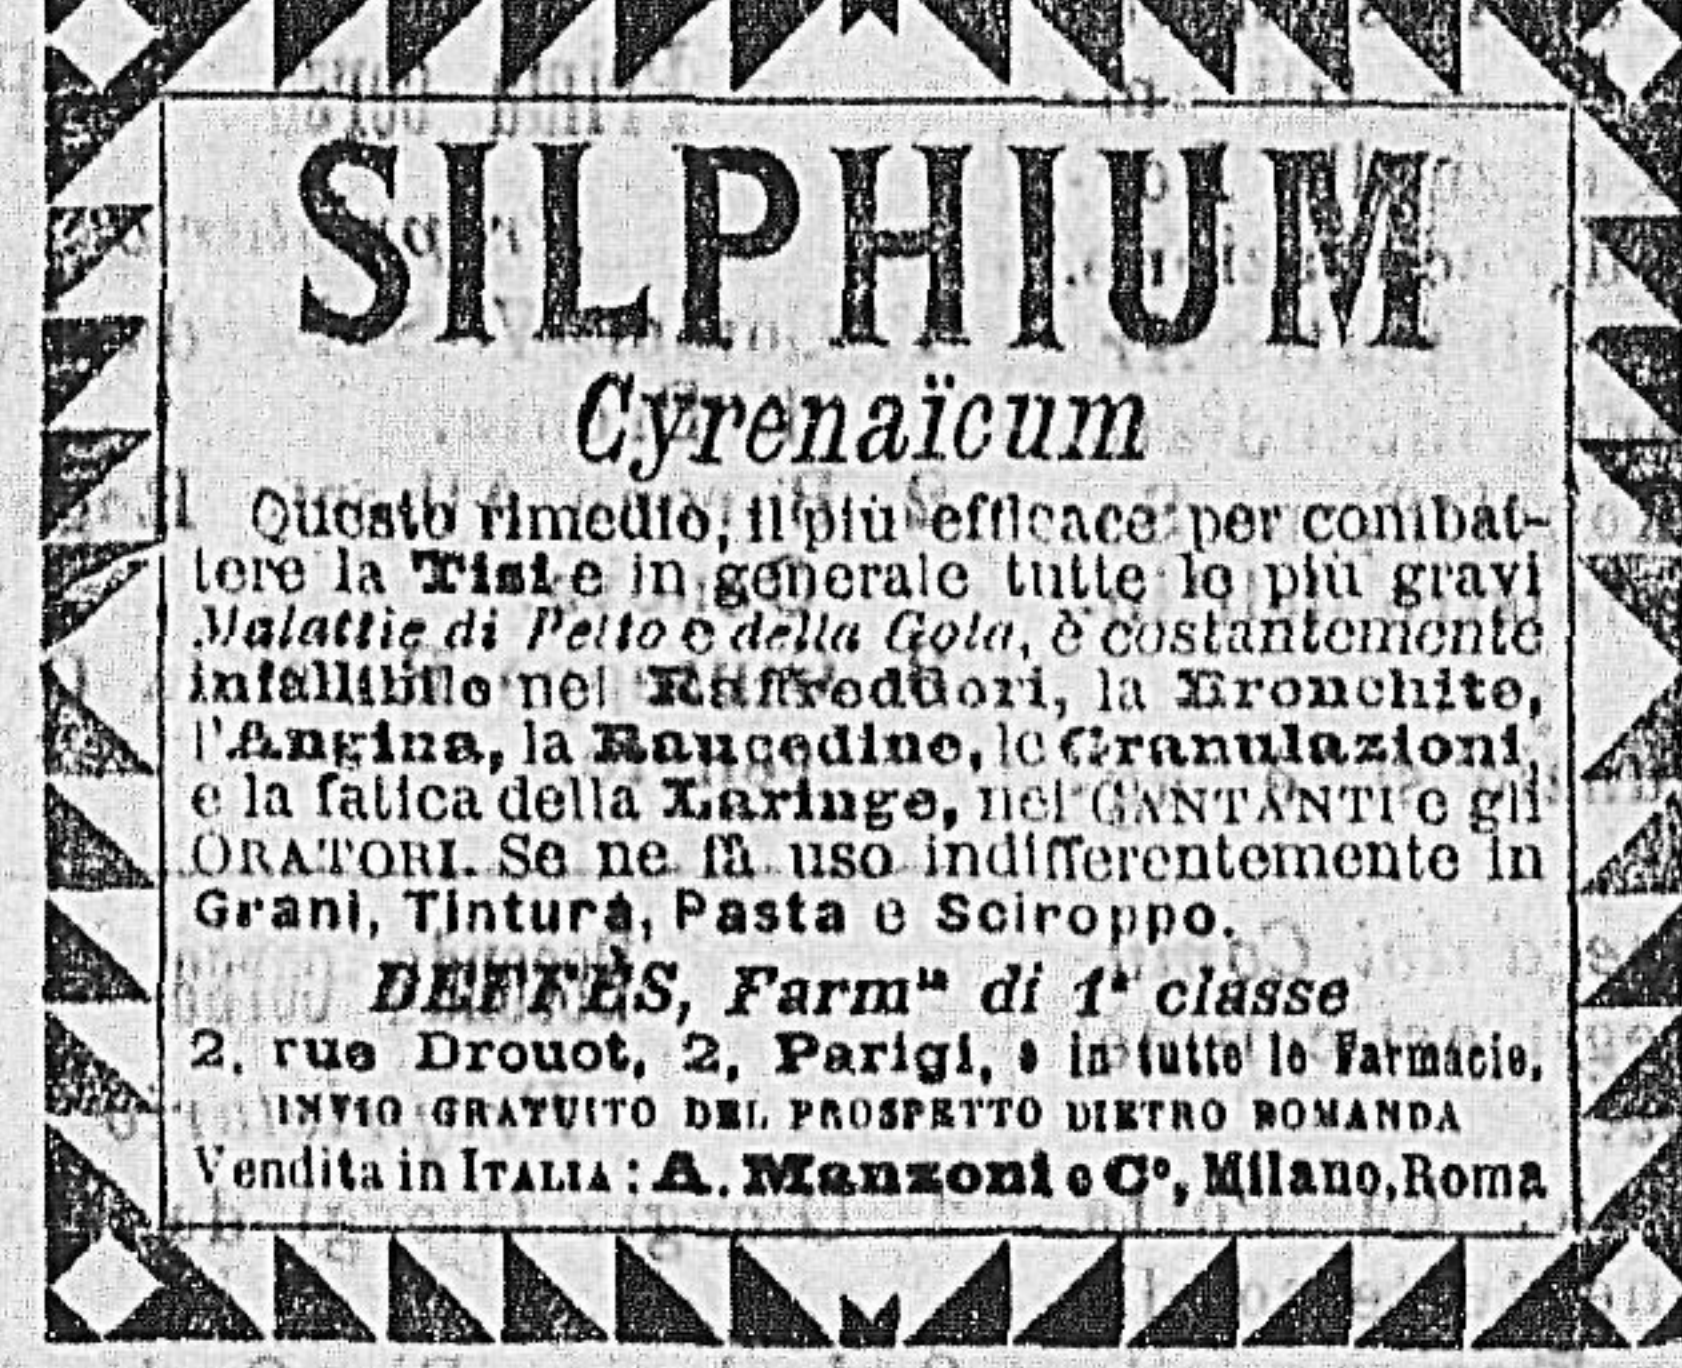 SILPHIUM
Cyrenaïcum
Questo rimedio, il più efficace per combat-
tere la Tisi e in generale tutte le più gravi
Malattie di Petto e della Gola, è costantemente
infallibile nei Raffreddori, la Bronchite,
l'Angina, la Raucedine, le Granulazioni,
e la fatica della Laringe, nei CANTANTI e gli
ORATORI. Se ne fà uso indifferentemente in
Grani, Tintura, Pasta e Sciroppo.
DEFFÈS, Farm^ta di 1ª classe
2, rue Drouot, 2, Parigi, e in tutte le Farmacie.
INVIO GRATUITO DEL PROSPETTO DIETRO DOMANDA
Vendita in ITALIA : A. Manzoni e Cº, Milano, Roma